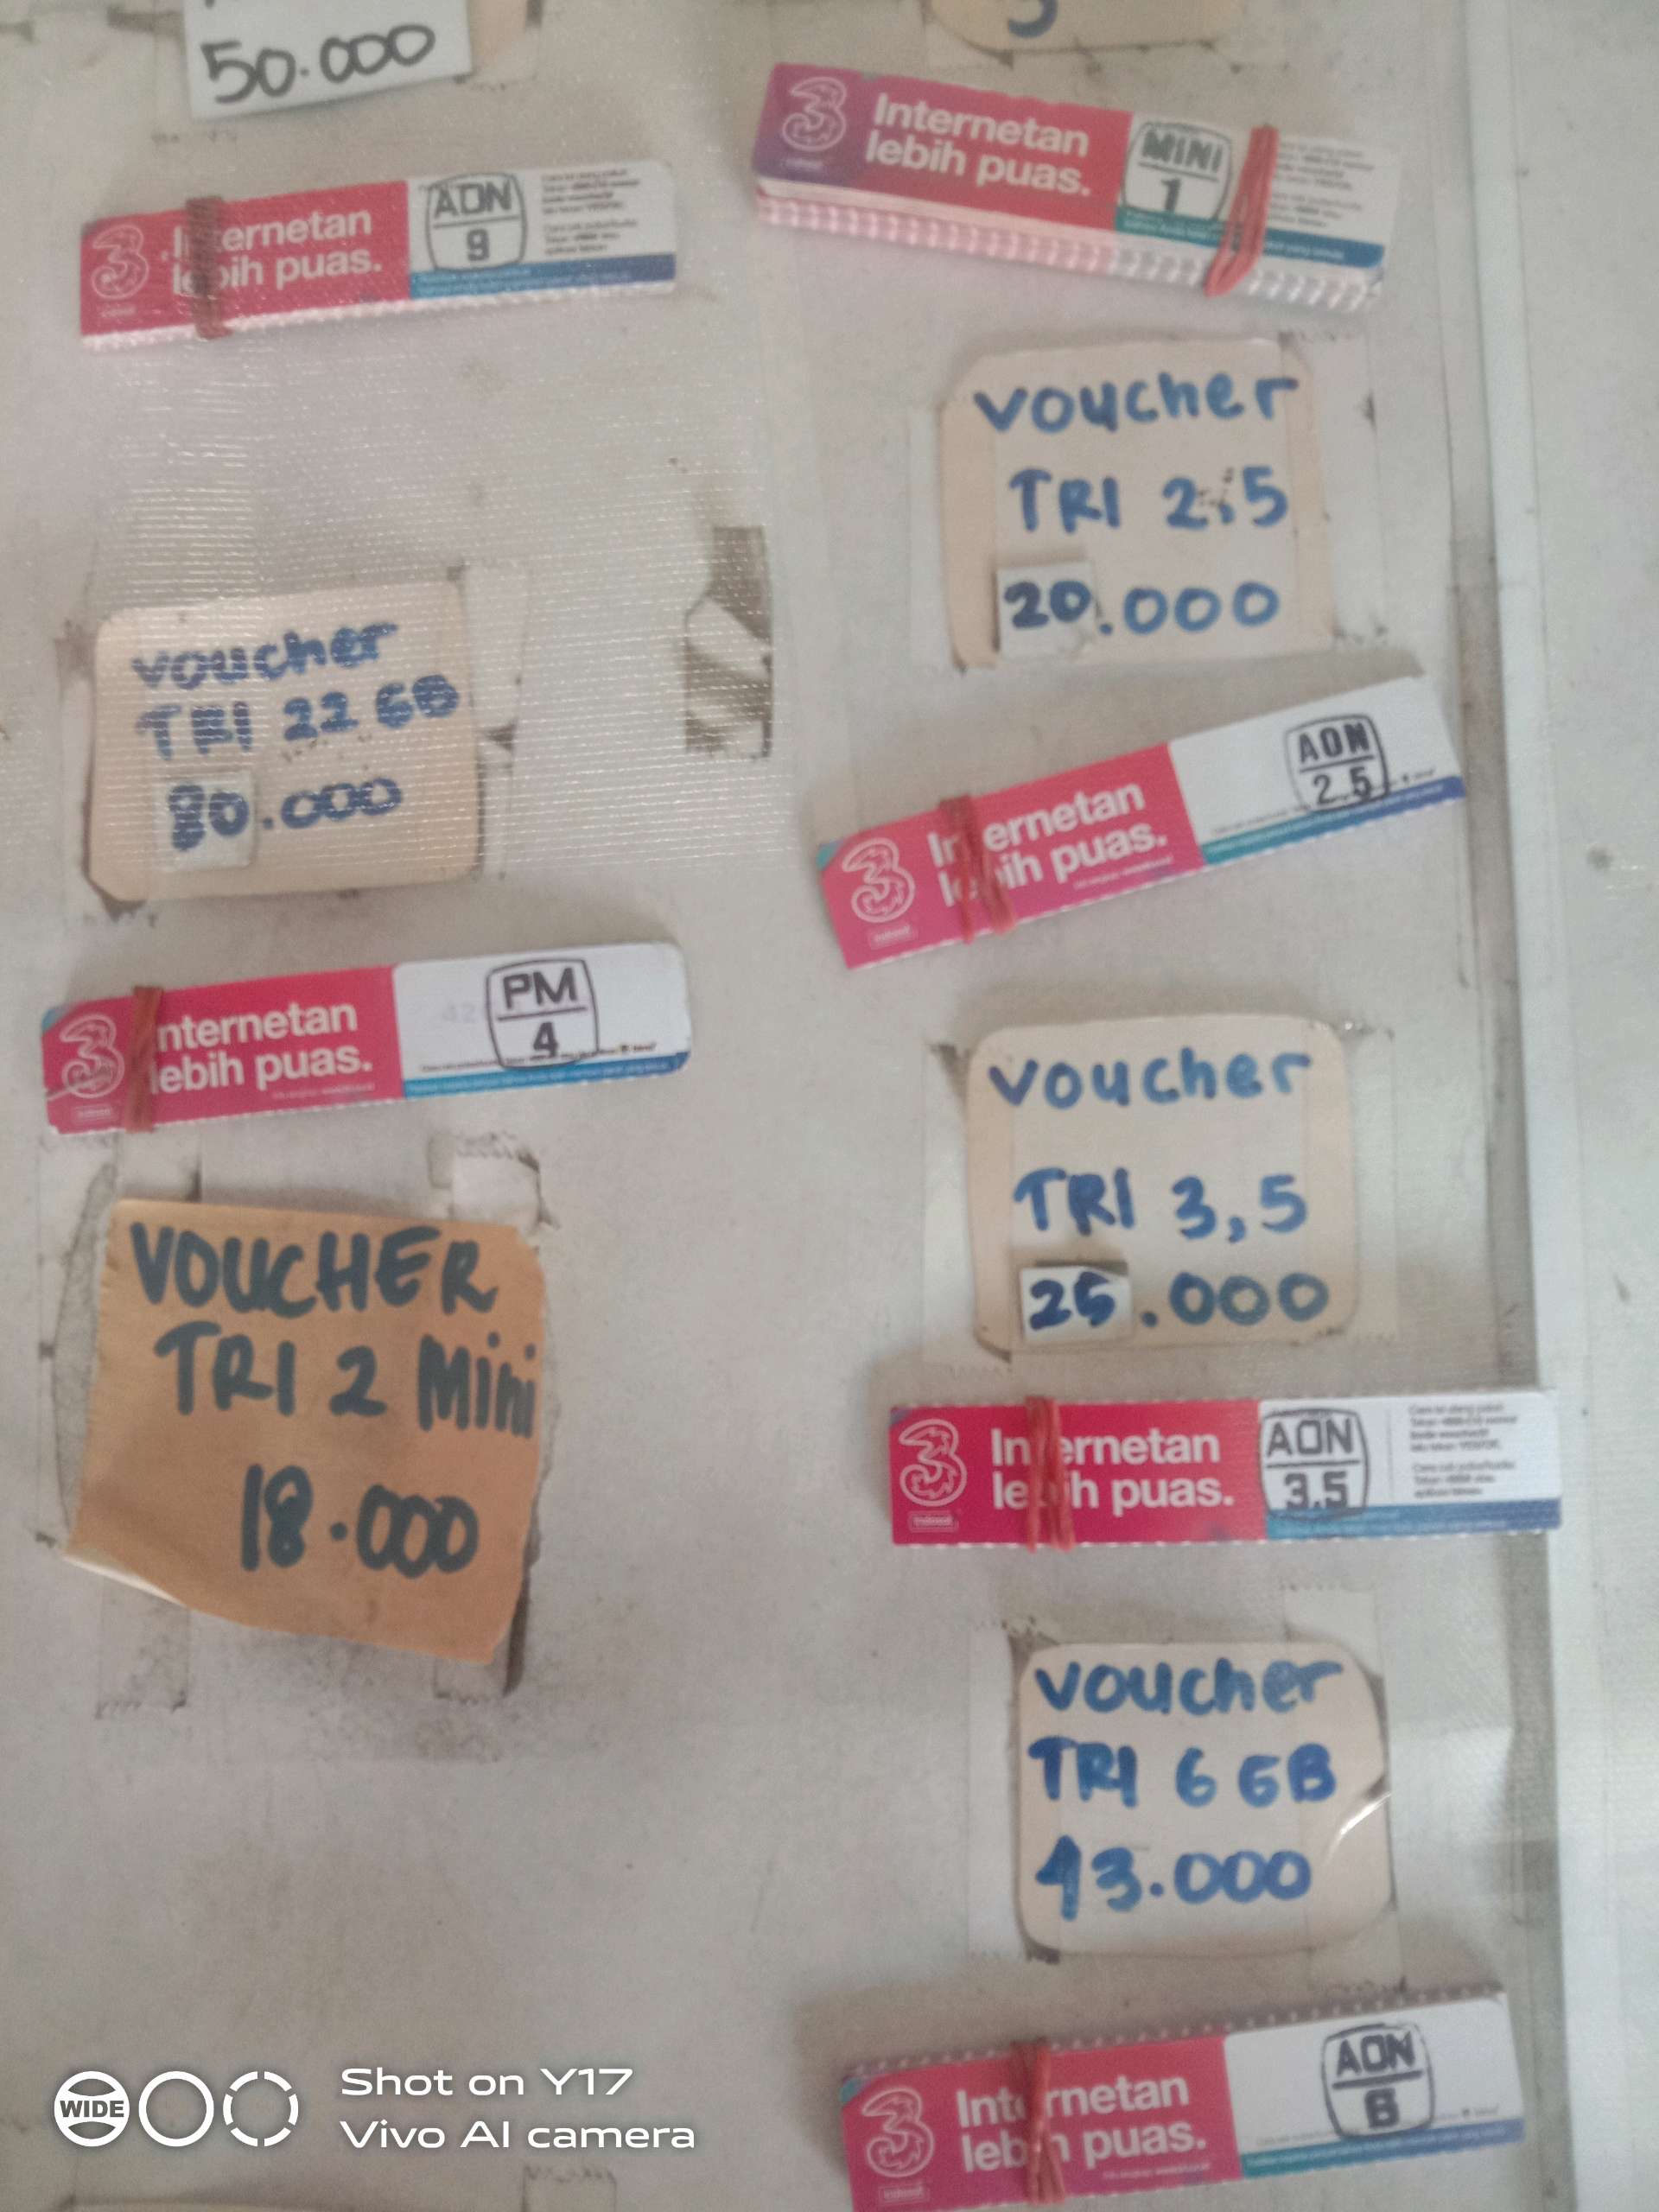 50.000
3 Internetan
lebih puas.
MINI
1
3 Internetan
lebih puas.
AON
9
voucher
TRI 2.5
20.000
voucher
TRI 22 GB
80.000
3 Internetan
lebih puas.
AON
2.5
3 Internetan
lebih puas.
PM
4
voucher
TRI 3,5
25.000
VOUCHER
TRI 2 Mini
18.000
3 Internetan
lebih puas.
AON
3.5
voucher
TRI 6 GB
43.000
3 Internetan
lebih puas.
AON
6
WIDE
Shot on Y17
Vivo AI camera